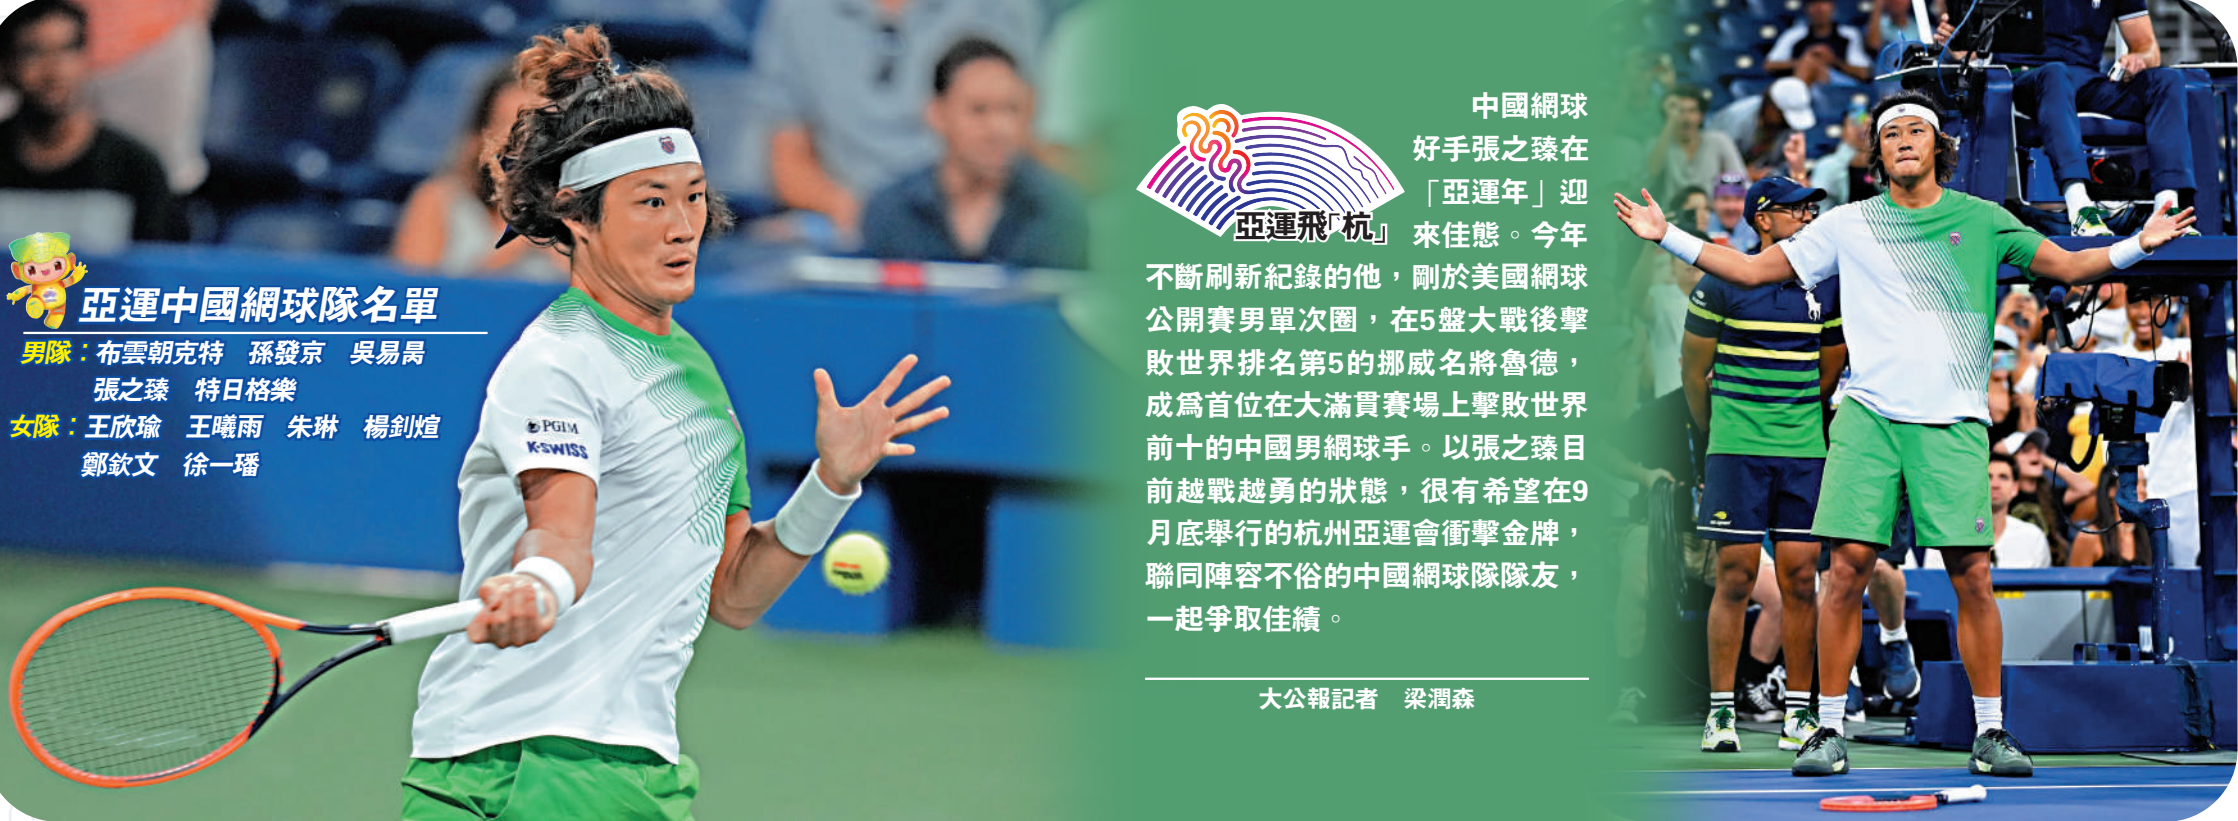 亞運中國網球隊名單
男隊：布雲朝克特　孫發京　吳易昺
張之臻　特日格樂
女隊：王欣瑜　王曦雨　朱琳　楊釗煊
鄭欽文　徐一璠
PGIM
K·SWISS
亞運飛「杭」
中國網球
好手張之臻在
「亞運年」迎
來佳態。今年
不斷刷新紀錄的他，剛於美國網球
公開賽男單次圈，在5盤大戰後擊
敗世界排名第5的挪威名將魯德，
成為首位在大滿貫賽場上擊敗世界
前十的中國男網球手。以張之臻目
前越戰越勇的狀態，很有希望在9
月底舉行的杭州亞運會衝擊金牌，
聯同陣容不俗的中國網球隊隊友，
一起爭取佳績。
大公報記者　梁潤森